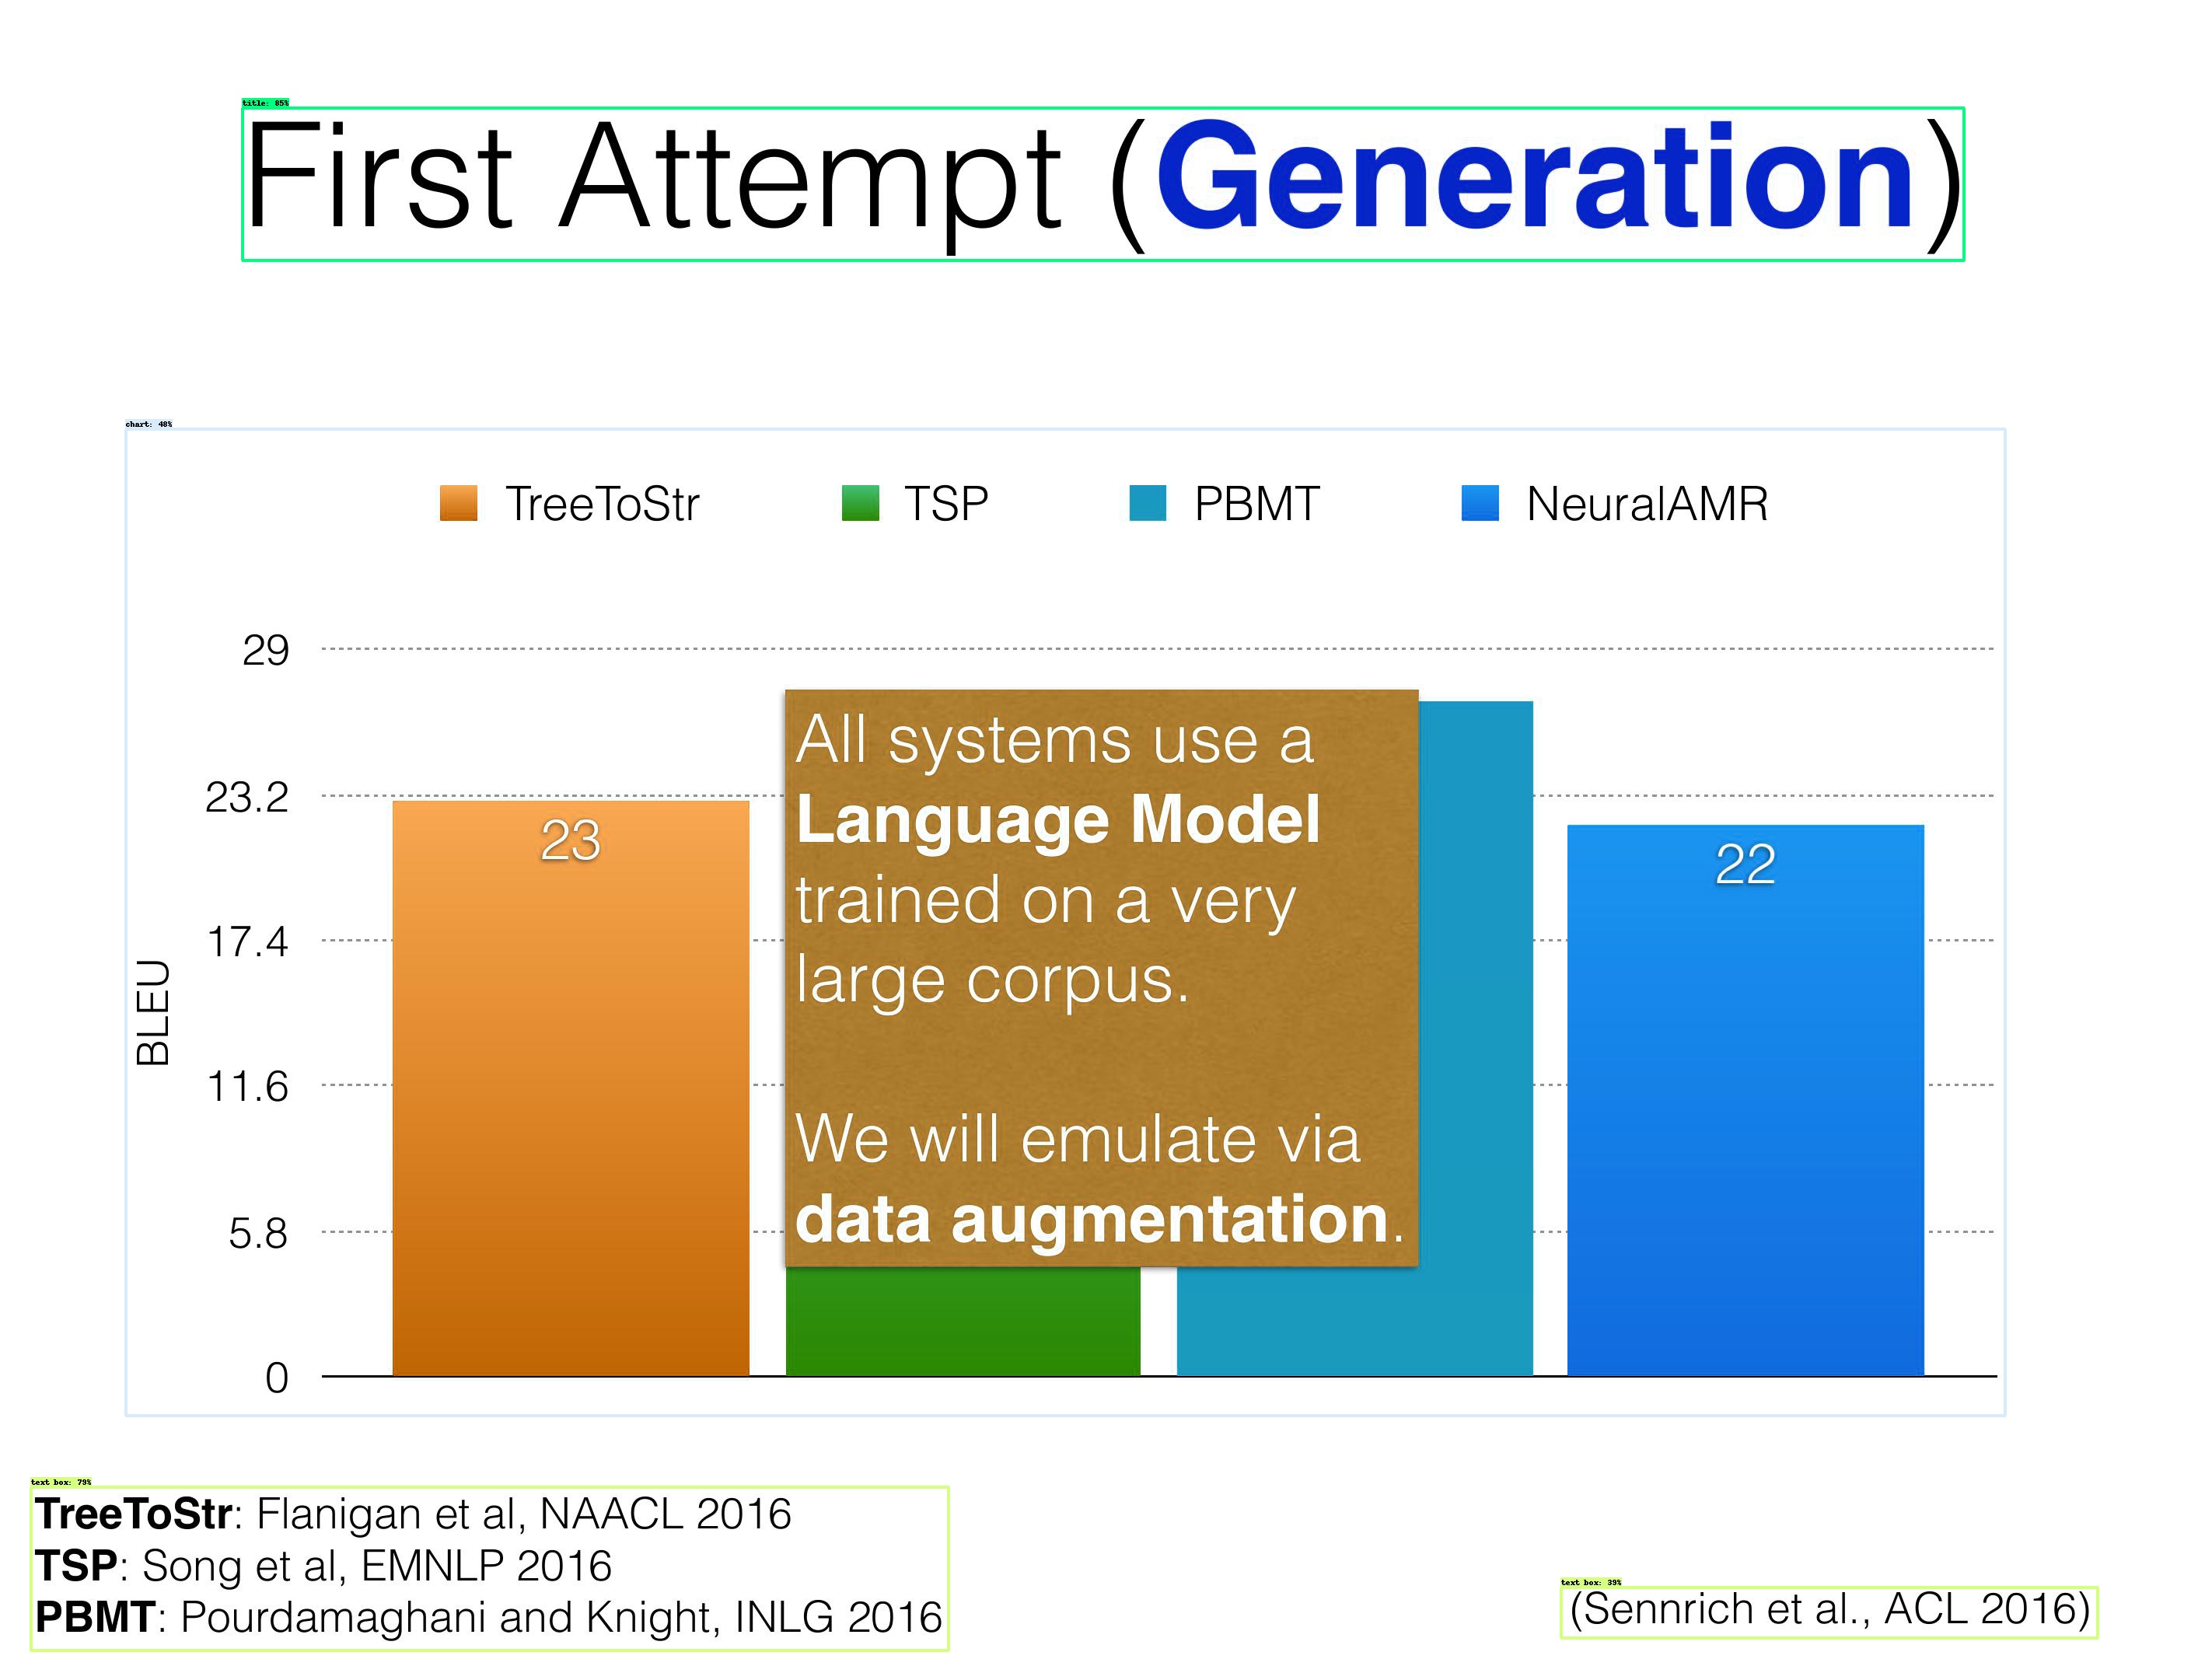 title: 85%
First Attempt (Generation)
chart: 40%
TreeToStr TSP PBMT NeuralAMR
29
23.2
17.4
11.6
5.8
0
BLEU
23
22
All systems use a
Language Model
trained on a very
large corpus.
We will emulate via
data augmentation.
text box: 79%
TreeToStr: Flanigan et al, NAACL 2016
TSP: Song et al, EMNLP 2016
PBMT: Pourdamaghani and Knight, INLG 2016
text box: 39%
(Sennrich et al., ACL 2016)